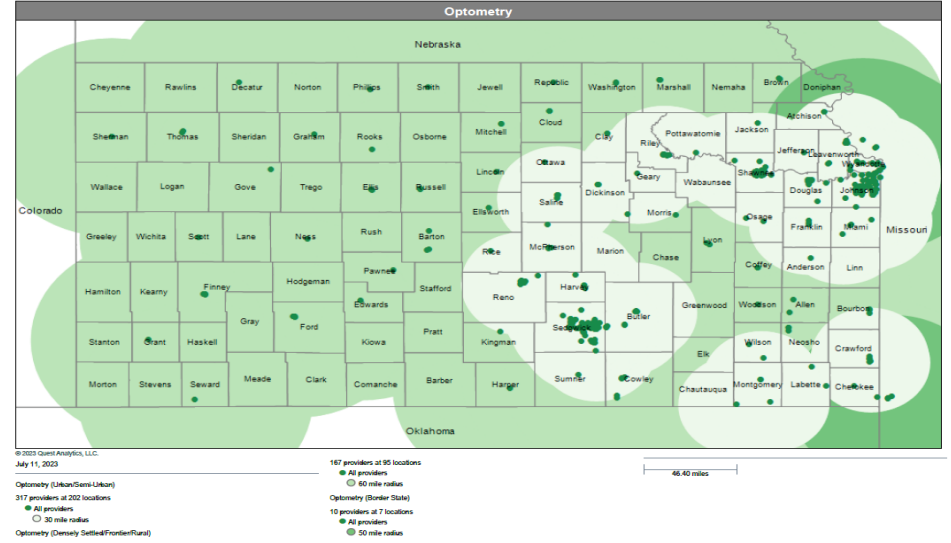 Optometry
Nebraska
Cheyenne Rawlins Decatur Norton Phillips Smith Jewell Republic Washington Marshall Nemaha Brown Doniphan
Atchison
Sherman Thomas Sheridan Graham Rooks Osborne Mitchell Cloud Clay Riley Pottawatomie Jackson
Jefferson Leavenworth
Wyandotte
Wallace Logan Gove Trego Ellis Russell Lincoln Ottawa Saline Dickinson Geary Wabaunsee Shawnee Douglas Johnson
Colorado
Ellsworth Morris Osage Franklin Miami Missouri
Greeley Wichita Scott Lane Ness Rush Barton Rice McPherson Marion Chase Lyon Coffey Anderson Linn
Hamilton Kearny Finney Hodgeman Pawnee Stafford Reno Harvey
Gray Ford Edwards Sedgwick Butler Greenwood Woodson Allen Bourbon
Stanton Grant Haskell Kiowa Pratt Kingman Elk Wilson Neosho Crawford
Morton Stevens Seward Meade Clark Comanche Barber Harper Sumner Cowley Chautauqua Montgomery Labette Cherokee
Oklahoma
© 2023 Quest Analytics, LLC.
July 11, 2023
Optometry (Urban/Semi-Urban)
317 providers at 202 locations
All providers
30 mile radius
Optometry (Densely Settled/Frontier/Rural)
167 providers at 95 locations
All providers
60 mile radius
Optometry (Border State)
10 providers at 7 locations
All providers
50 mile radius
46.40 miles